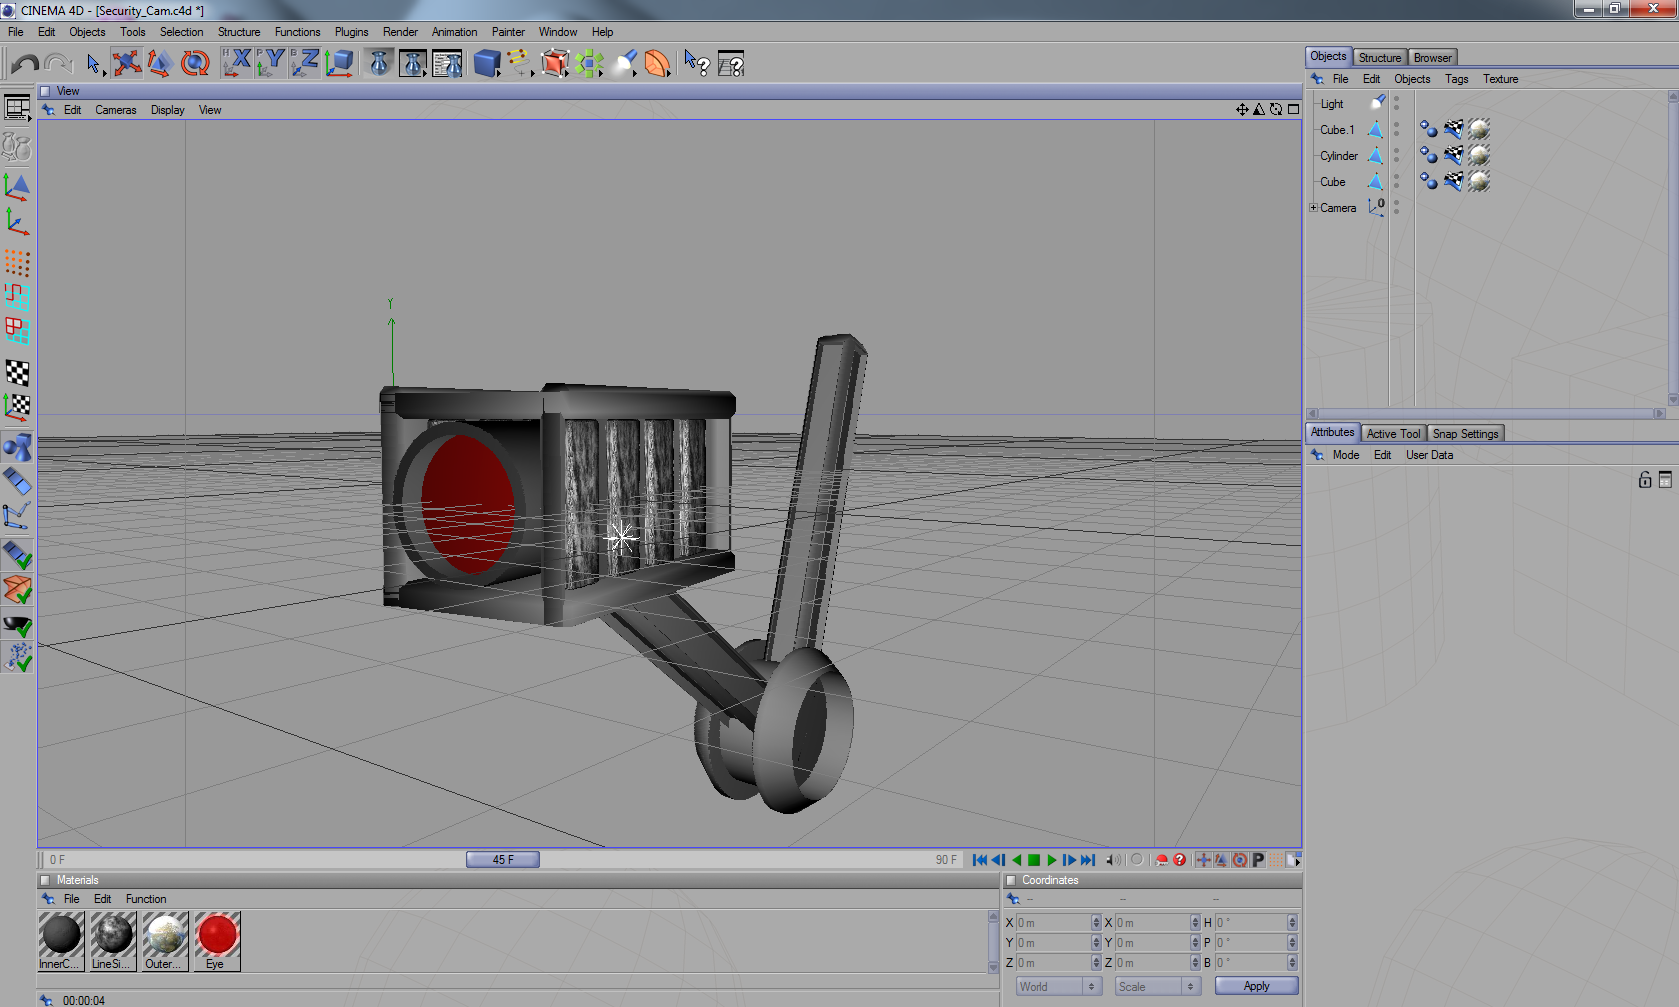 CINEMA 4D - [Security_Cam.c4d *]
File Edit Objects Tools Selection Structure Functions Plugins Render Animation Painter Window Help
View
Edit Cameras Display View
Y
0 F 45 F 90 F
Materials
File Edit Function
InnerC... LineSi... Outer... Eye
00:00:04
Coordinates
-- -- --
X 0 m X 0 m H 0 °
Y 0 m Y 0 m P 0 °
Z 0 m Z 0 m B 0 °
World Scale Apply
Objects Structure Browser
File Edit Objects Tags Texture
Light
Cube.1
Cylinder
Cube
Camera 0
Attributes Active Tool Snap Settings
Mode Edit User Data